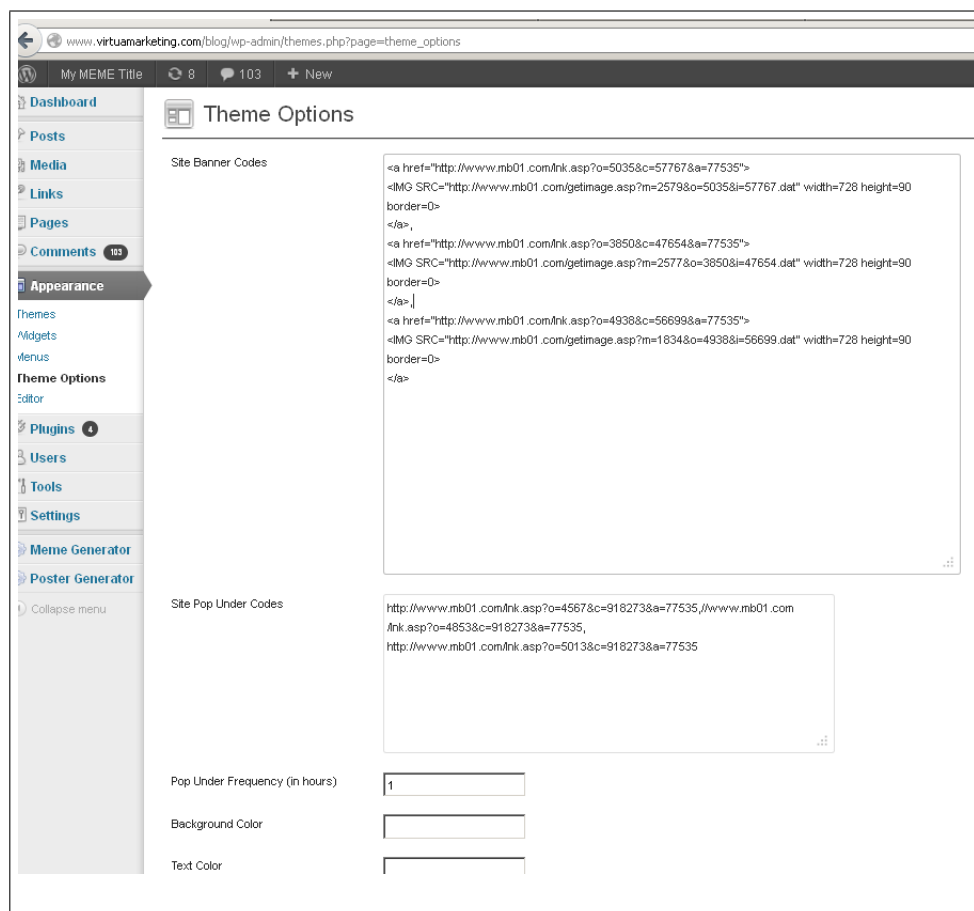 www.virtuamarketing.com/blog/wp-admin/themes.php?page=theme_options
My MEME Title 8 103 + New
Dashboard
Posts
Media
Links
Pages
Comments 103
Appearance
Themes
Widgets
Menus
Theme Options
Editor
Plugins 4
Users
Tools
Settings
Meme Generator
Poster Generator
Collapse menu
Theme Options
Site Banner Codes
<a href="http://www.mb01.com/lnk.asp?o=5035&c=57767&a=77535">
<IMG SRC="http://www.mb01.com/getimage.asp?m=2579&o=5035&i=57767.dat" width=728 height=90
border=0>
</a>,
<a href="http://www.mb01.com/lnk.asp?o=3850&c=47654&a=77535">
<IMG SRC="http://www.mb01.com/getimage.asp?m=2577&o=3850&i=47654.dat" width=728 height=90
border=0>
</a>,
<a href="http://www.mb01.com/lnk.asp?o=4938&c=56699&a=77535">
<IMG SRC="http://www.mb01.com/getimage.asp?m=1834&o=4938&i=56699.dat" width=728 height=90
border=0>
</a>
Site Pop Under Codes
http://www.mb01.com/lnk.asp?o=4567&c=918273&a=77535,//www.mb01.com
/lnk.asp?o=4853&c=918273&a=77535,
http://www.mb01.com/lnk.asp?o=5013&c=918273&a=77535
Pop Under Frequency (in hours)
1
Background Color
Text Color